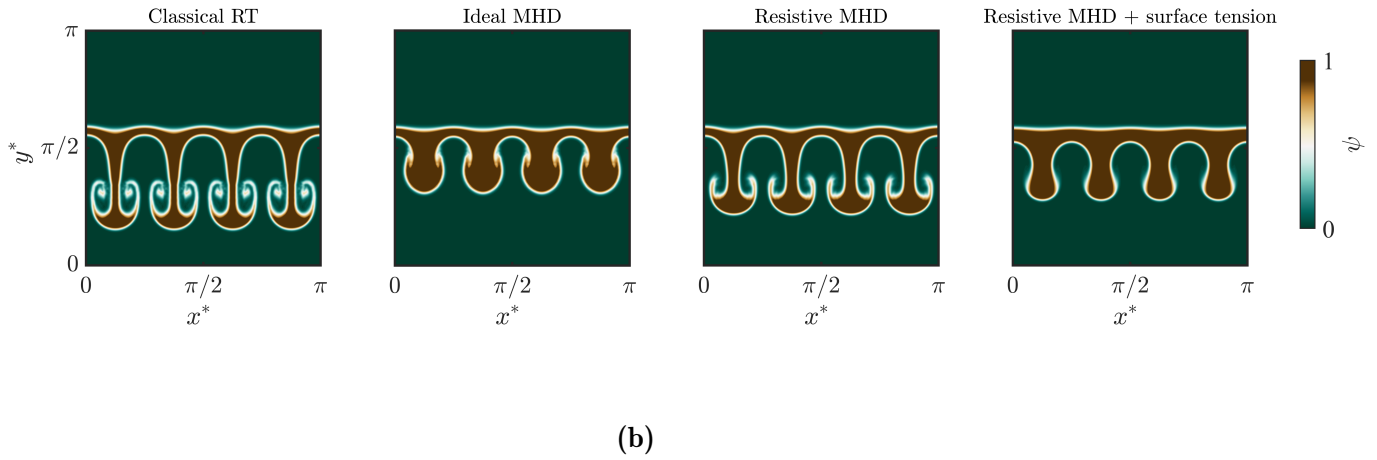 Classical RT
Ideal MHD
Resistive MHD
Resistive MHD + surface tension
π
π/2
0
y*
0
π/2
π
x*
0
π/2
π
x*
0
π/2
π
x*
0
π/2
π
x*
1
0
ψ
(b)